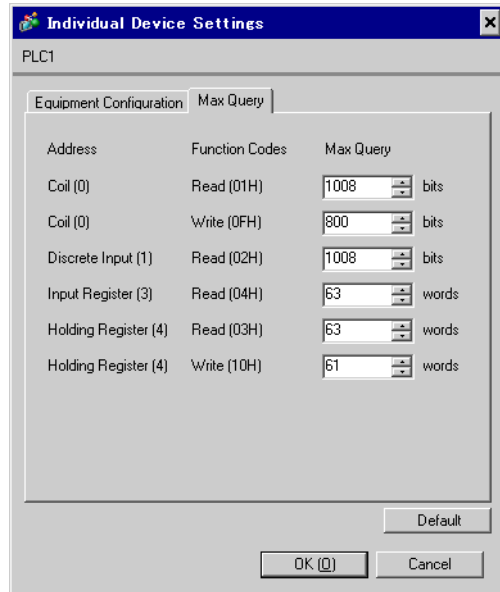 Individual Device Settings
PLC1
Equipment Configuration Max Query
Address Function Codes Max Query
Coil (0) Read (01H) 1008 bits
Coil (0) Write (0FH) 800 bits
Discrete Input (1) Read (02H) 1008 bits
Input Register (3) Read (04H) 63 words
Holding Register (4) Read (03H) 63 words
Holding Register (4) Write (10H) 61 words
Default
OK (O) Cancel